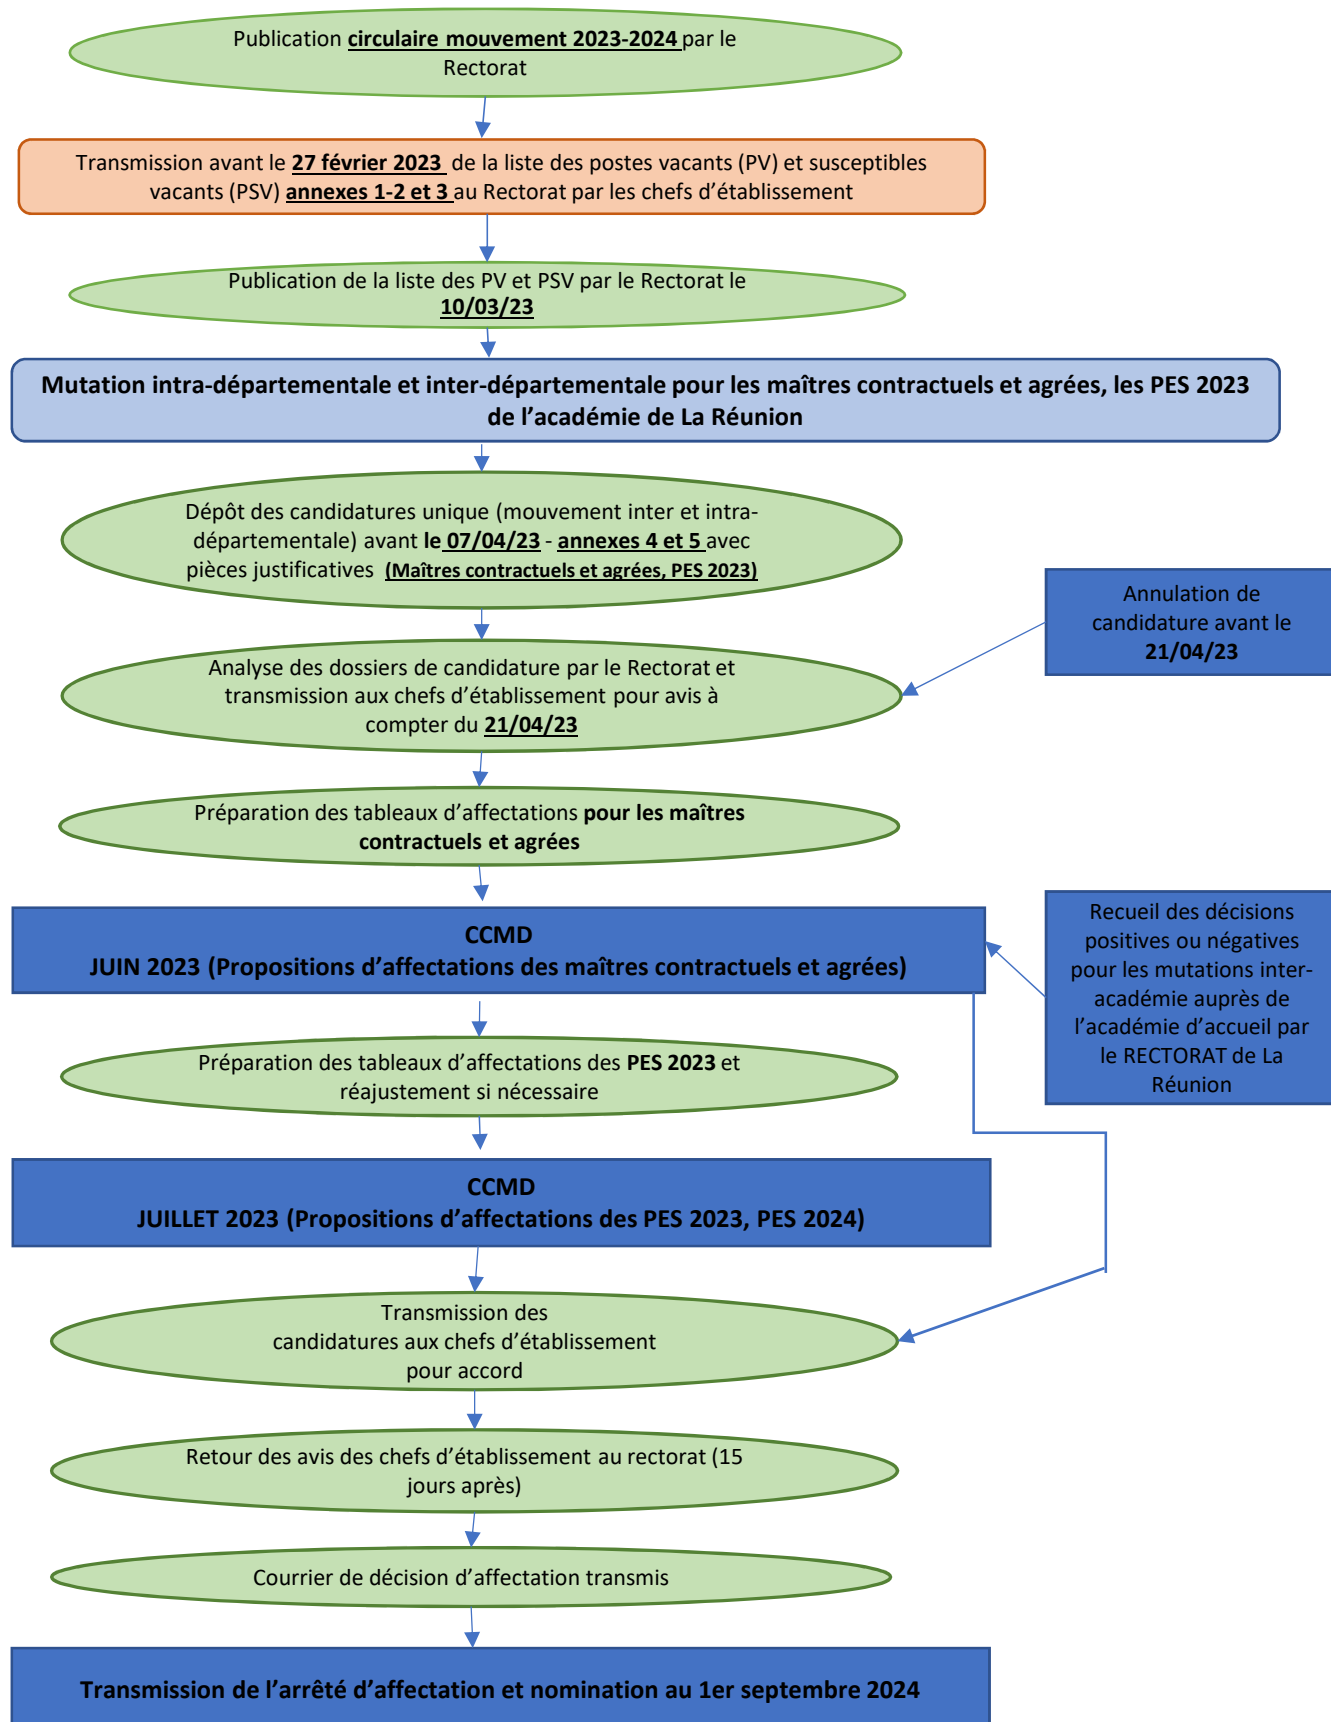 Publication circulaire mouvement 2023-2024 par le
Rectorat
Transmission avant le 27 février 2023 de la liste des postes vacants (PV) et susceptibles
vacants (PSV) annexes 1-2 et 3 au Rectorat par les chefs d’établissement
Publication de la liste des PV et PSV par le Rectorat le
10/03/23
Mutation intra-départementale et inter-départementale pour les maîtres contractuels et agrées, les PES 2023
de l’académie de La Réunion
Dépôt des candidatures unique (mouvement inter et intra-
départementale) avant le 07/04/23 - annexes 4 et 5 avec
pièces justificatives (Maîtres contractuels et agrées, PES 2023)
Annulation de
candidature avant le
21/04/23
Analyse des dossiers de candidature par le Rectorat et
transmission aux chefs d’établissement pour avis à
compter du 21/04/23
Préparation des tableaux d’affectations pour les maîtres
contractuels et agrées
CCMD
JUIN 2023 (Propositions d’affectations des maîtres contractuels et agrées)
Recueil des décisions
positives ou négatives
pour les mutations inter-
académie auprès de
l’académie d’accueil par
le RECTORAT de La
Réunion
Préparation des tableaux d’affectations des PES 2023 et
réajustement si nécessaire
CCMD
JUILLET 2023 (Propositions d’affectations des PES 2023, PES 2024)
Transmission des
candidatures aux chefs d’établissement
pour accord
Retour des avis des chefs d’établissement au rectorat (15
jours après)
Courrier de décision d’affectation transmis
Transmission de l’arrêté d’affectation et nomination au 1er septembre 2024